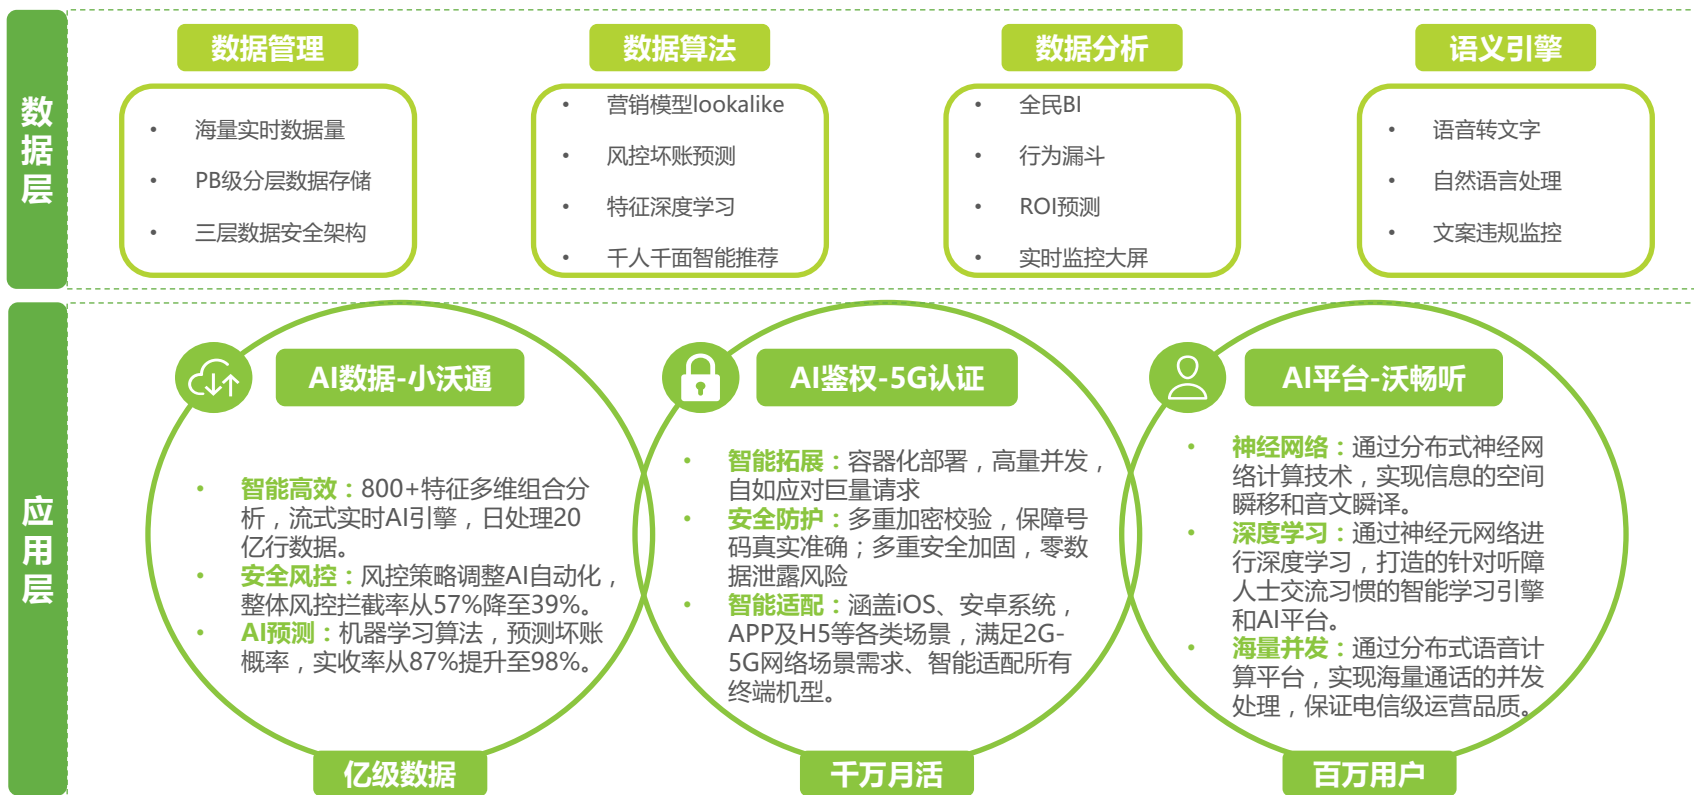 数据层
数据管理
• 海量实时数据量
• PB级分层数据存储
• 三层数据安全架构
数据算法
• 营销模型lookalike
• 风控坏账预测
• 特征深度学习
• 千人千面智能推荐
数据分析
• 全民BI
• 行为漏斗
• ROI预测
• 实时监控大屏
语义引擎
• 语音转文字
• 自然语言处理
• 文案违规监控
应用层
AI数据-小沃通
• 智能高效：800+特征多维组合分
析，流式实时AI引擎，日处理20
亿行数据。
• 安全风控：风控策略调整AI自动化，
整体风控拦截率从57%降至39%。
• AI预测：机器学习算法，预测坏账
概率，实收率从87%提升至98%。
亿级数据
AI鉴权-5G认证
• 智能拓展：容器化部署，高量并发，
自如应对巨量请求
• 安全防护：多重加密校验，保障号
码真实准确；多重安全加固，零数
据泄露风险
• 智能适配：涵盖iOS、安卓系统，
APP及H5等各类场景，满足2G-
5G网络场景需求、智能适配所有
终端机型。
千万月活
AI平台-沃畅听
• 神经网络：通过分布式神经网
络计算技术，实现信息的空间
瞬移和音文瞬译。
• 深度学习：通过神经元网络进
行深度学习，打造的针对听障
人士交流习惯的智能学习引擎
和AI平台。
• 海量并发：通过分布式语音计
算平台，实现海量通话的并发
处理，保证电信级运营品质。
百万用户